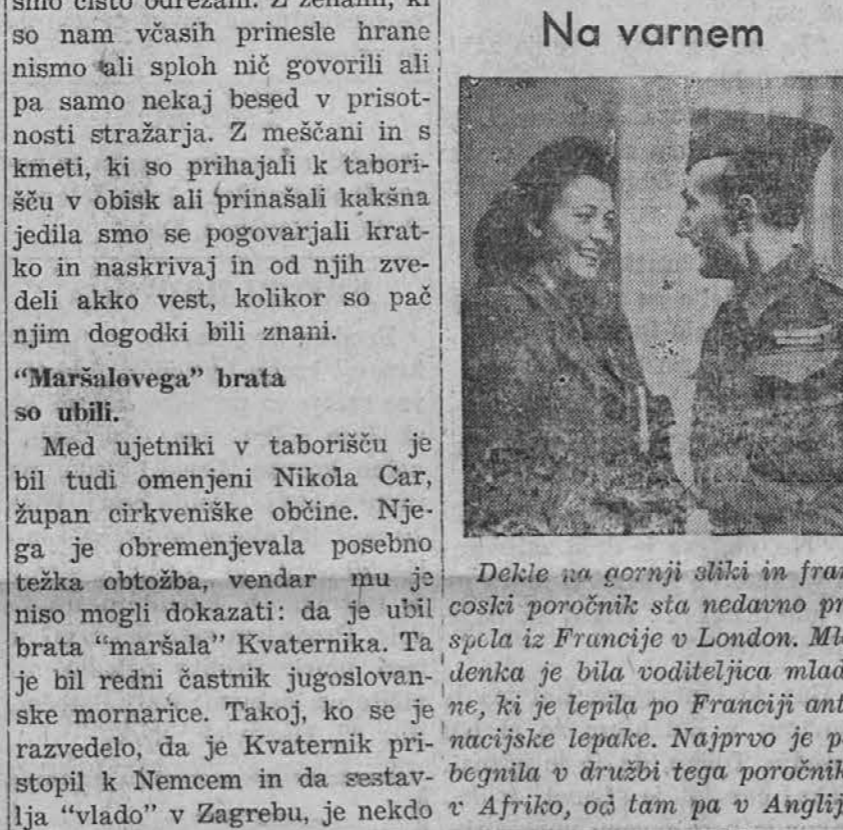 smo čisto odrezani. Z ženami, ki
so nam včasih prinesle hrane
nismo ali sploh nič govorili ali
pa samo nekaj besed v prisot-
nosti stražarja. Z meščani in s
kmeti, ki so prihajali k tabori-
šču v obisk ali prinašali kakšna
jedila smo se pogovarjali krat-
ko in naskrivaj in od njih zve-
deli akko vest, kolikor so pač
njim dogodki bili znani.
“Maršalovega” brata
so ubili.
Med ujetniki v taborišču je
bil tudi omenjeni Nikola Car,
župan cirkveniške občine. Nje-
ga je obremenjevala posebno
težka obtožba, vendar mu je
niso mogli dokazati: da je ubil
brata “maršala” Kvaternika. Ta
je bil redni častnik jugoslovan-
ske mornarice. Takoj, ko se je
razvedelo, da je Kvaternik pri-
stopil k Nemcem in da sestav-
lja “vlado” v Zagrebu, je nekdo
Na varnem
Dekle na gornji sliki in fran
coski poročnik sta nedavno pr
spela iz Francije v London. Ml
denka je bila voditeljica mlad
ne, ki je lepila po Franciji ant
nacijske lepake. Najprvo je p
begnila v družbi tega poročnik
v Afriko, od tam pa v Anglij